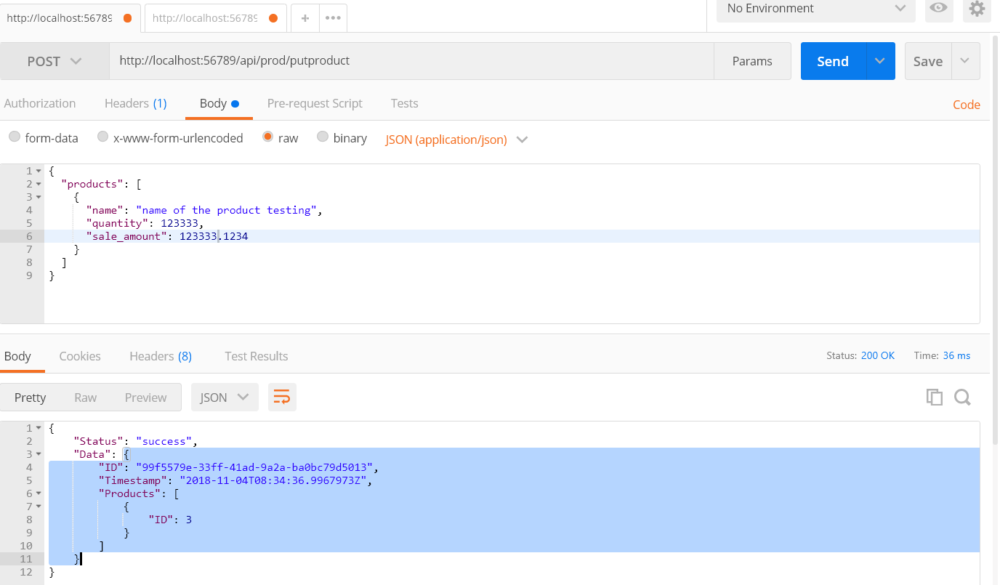 http://localhost:56789 http://localhost:56789 + ••• No Environment
POST http://localhost:56789/api/prod/putproduct Params Send Save
Authorization Headers (1) Body Pre-request Script Tests Code
form-data x-www-form-urlencoded raw binary JSON (application/json)
1 {
2 "products": [
3 {
4 "name": "name of the product testing",
5 "quantity": 123333,
6 "sale_amount": 123333.1234
7 }
8 ]
9 }
Body Cookies Headers (8) Test Results Status: 200 OK Time: 36 ms
Pretty Raw Preview JSON
1 {
2 "Status": "success",
3 "Data": {
4 "ID": "99f5579e-33ff-41ad-9a2a-ba0bc79d5013",
5 "Timestamp": "2018-11-04T08:34:36.9967973Z",
6 "Products": [
7 {
8 "ID": 3
9 }
10 ]
11 }
12 }